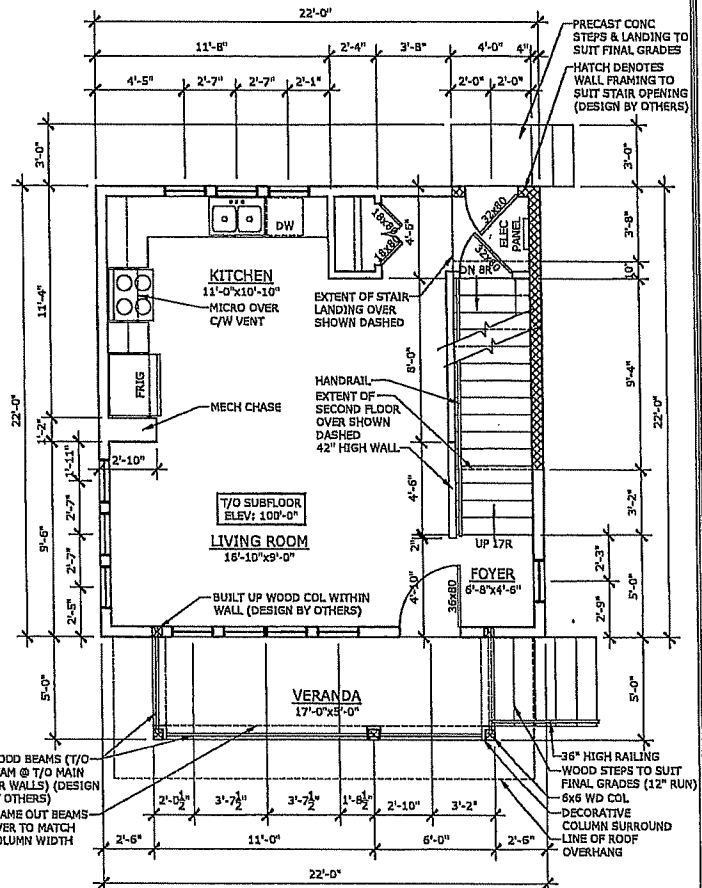 22'-0"
11'-8"
2'-4"
3'-8"
4'-0"
4"
4'-5"
2'-7"
2'-7"
2'-1"
2'-0"
2'-0"
PRECAST CONC
STEPS & LANDING TO
SUIT FINAL GRADES
HATCH DENOTES
WALL FRAMING TO
SUIT STAIR OPENING
(DESIGN BY OTHERS)
3'-0"
3'-0"
DW
18x80
18x80
4'-6"
32x80
32x80
ELEC
PANEL
3'-8"
10"
DN 8R
KITCHEN
11'-0"x10'-10"
MICRO OVER
C/W VENT
EXTENT OF STAIR
LANDING OVER
SHOWN DASHED
11'-4"
22'-0"
8'-0"
9'-4"
22'-0"
FRIG
MECH CHASE
HANDRAIL
EXTENT OF
SECOND FLOOR
OVER SHOWN
DASHED
42" HIGH WALL
1'-2"
1'-11"
2'-10"
4'-6"
2'-7"
T/O SUBFLOOR
ELEV: 100'-0"
3'-2"
9'-6"
LIVING ROOM
16'-10"x9'-0"
2"
UP 17R
2'-7"
FOYER
6'-8"x4'-6"
2'-3"
5'-0"
BUILT UP WOOD COL WITHIN
WALL (DESIGN BY OTHERS)
4'-10"
36x80
2'-9"
2'-5"
5'-0"
VERANDA
17'-0"x5'-0"
5'-0"
OOD BEAMS (T/O
AM @ T/O MAIN
R WALLS) (DESIGN
OTHERS)
AME OUT BEAMS
VER TO MATCH
OLUMN WIDTH
36" HIGH RAILING
WOOD STEPS TO SUIT
FINAL GRADES (12" RUN)
6x6 WD COL
DECORATIVE
COLUMN SURROUND
LINE OF ROOF
OVERHANG
2'-0½"
3'-7½"
3'-7½"
1'-8½"
2'-10"
3'-2"
2'-6"
11'-0"
6'-0"
2'-6"
22'-0"